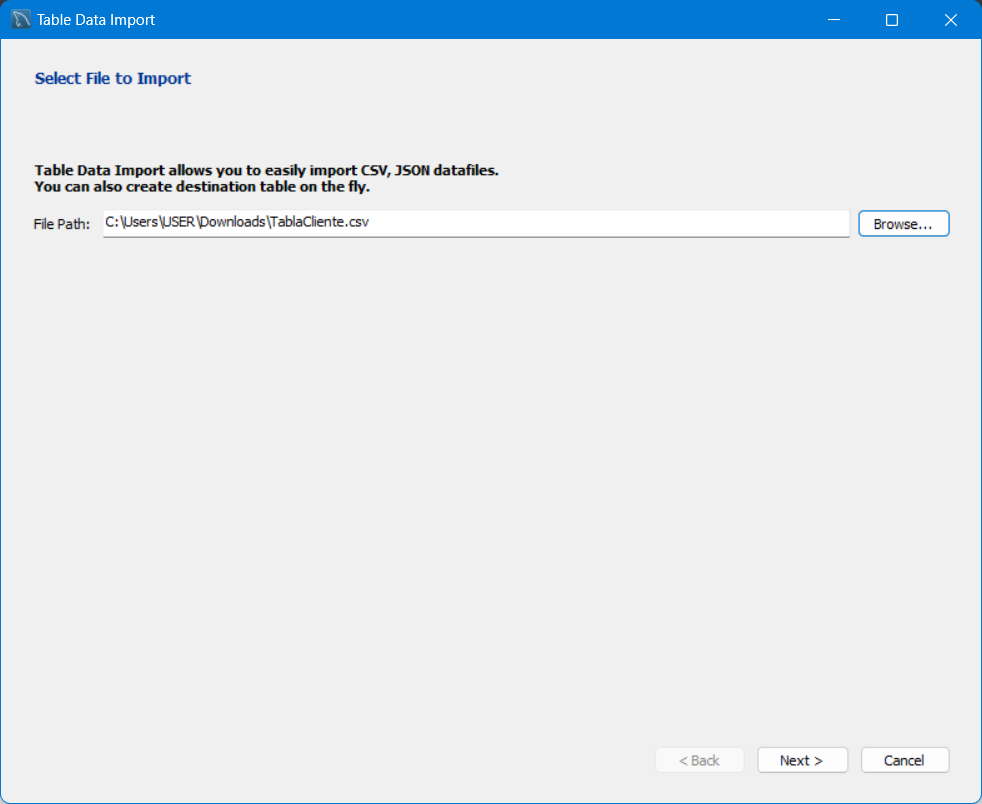 Table Data Import
Select File to Import
Table Data Import allows you to easily import CSV, JSON datafiles.
You can also create destination table on the fly.
File Path: C:\Users\USER\Downloads\TablaCliente.csv Browse...
< Back Next > Cancel